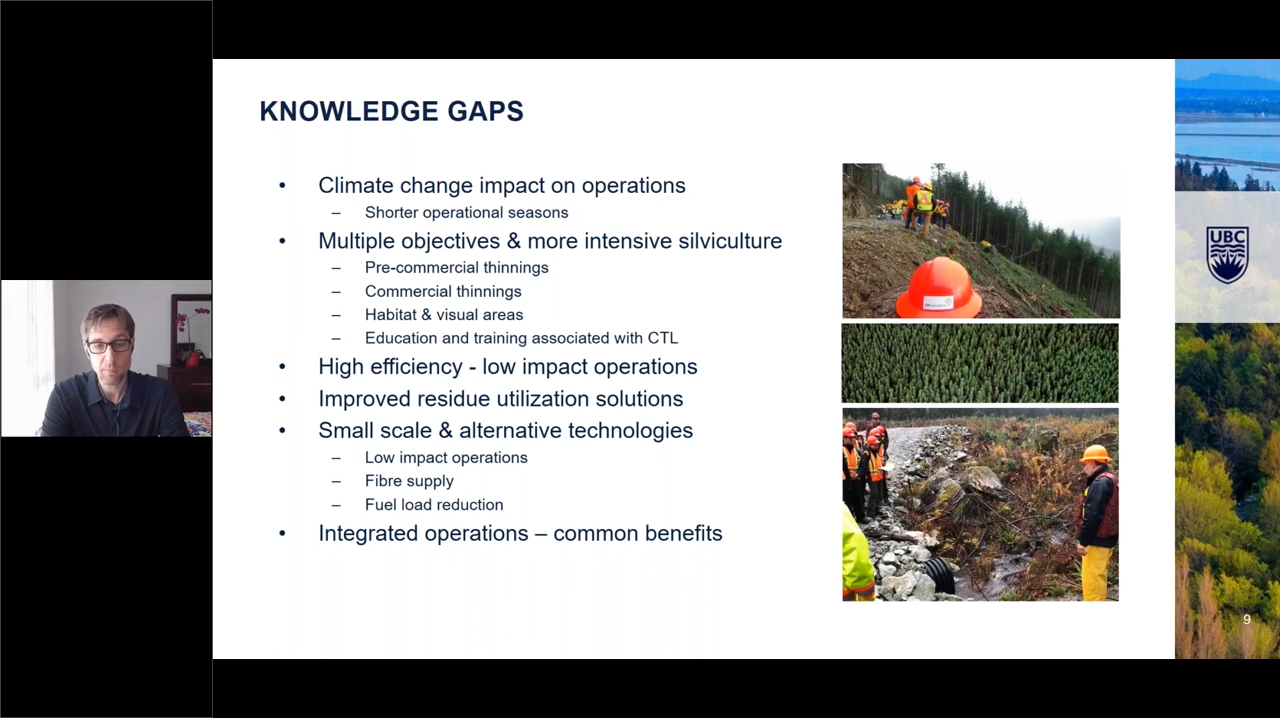 KNOWLEDGE GAPS
• Climate change impact on operations
– Shorter operational seasons
• Multiple objectives & more intensive silviculture
– Pre-commercial thinnings
– Commercial thinnings
– Habitat & visual areas
– Education and training associated with CTL
• High efficiency - low impact operations
• Improved residue utilization solutions
• Small scale & alternative technologies
– Low impact operations
– Fibre supply
– Fuel load reduction
• Integrated operations – common benefits
UBC
9